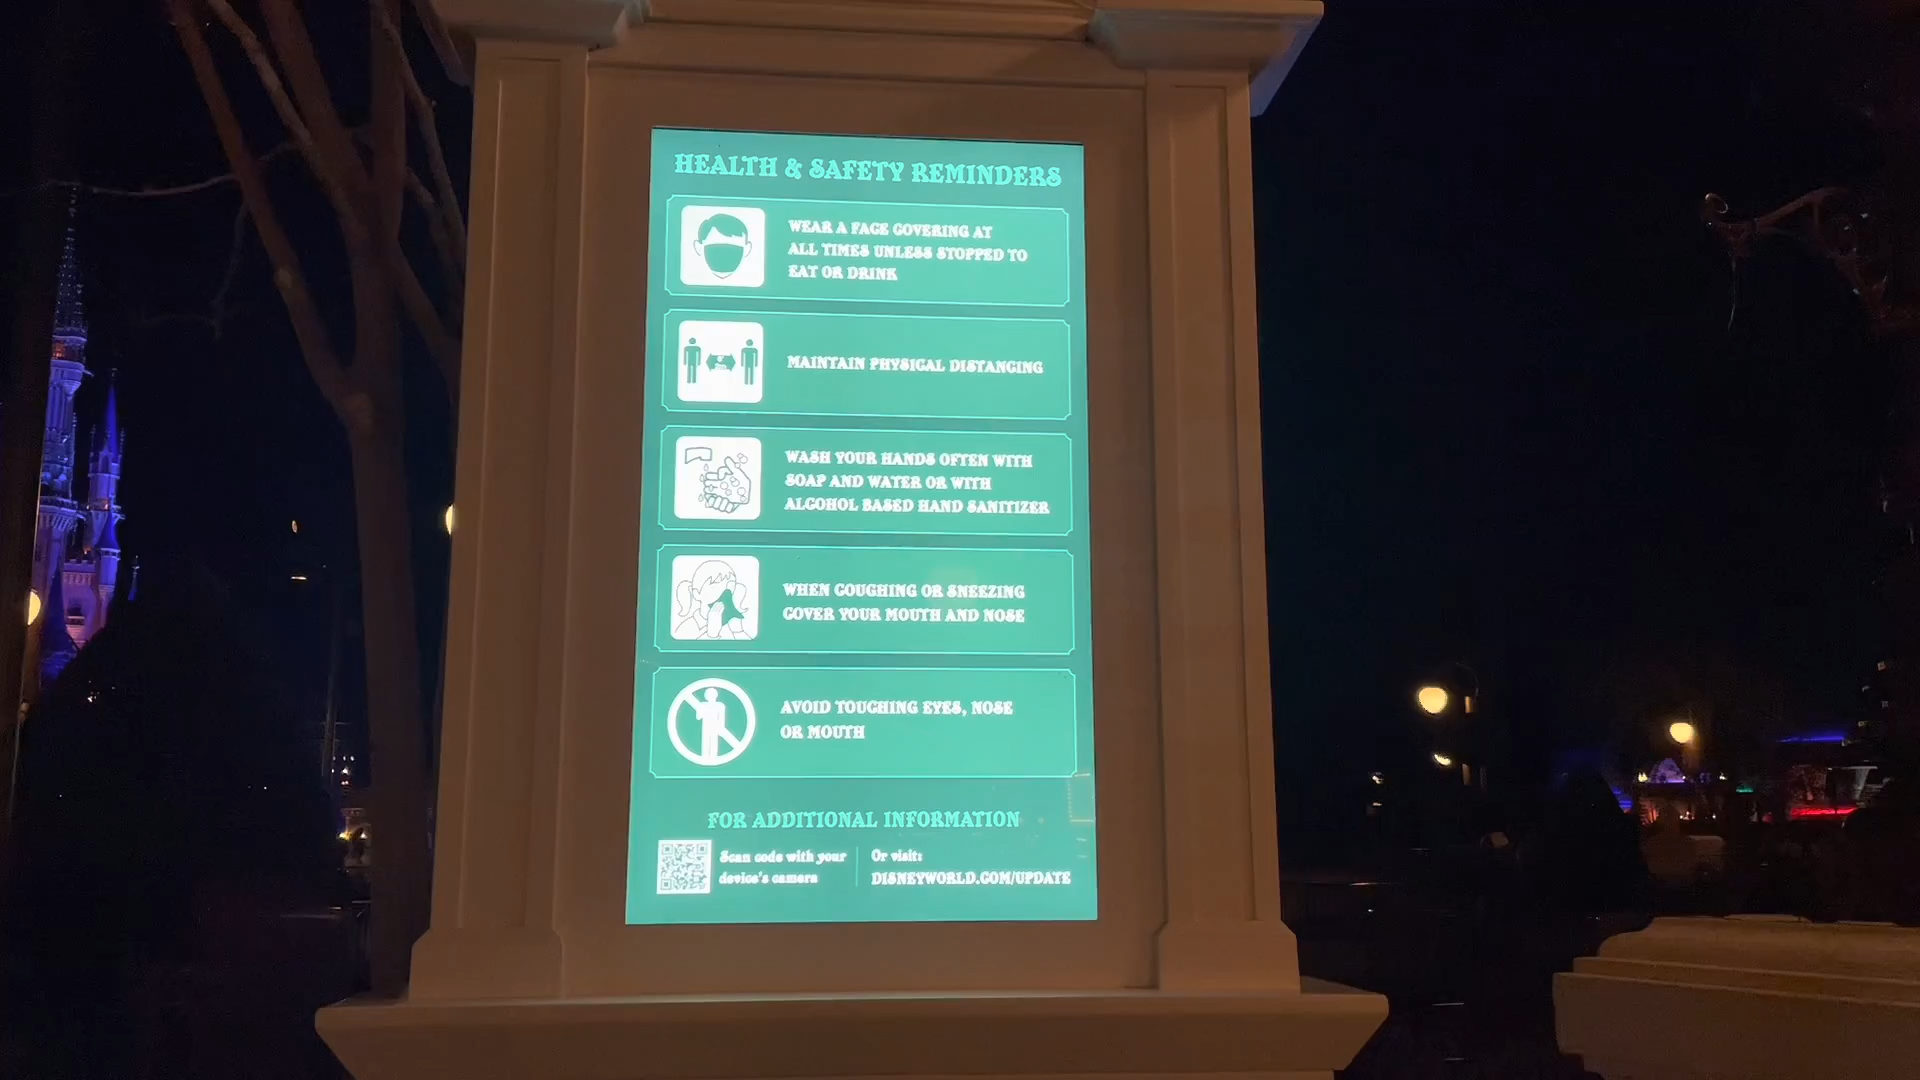 HEALTH & SAFETY REMINDERS
WEAR A FACE COVERING AT
ALL TIMES UNLESS STOPPED TO
EAT OR DRINK
MAINTAIN PHYSICAL DISTANCING
WASH YOUR HANDS OFTEN WITH
SOAP AND WATER OR WITH
ALCOHOL BASED HAND SANITIZER
WHEN COUGHING OR SNEEZING
COVER YOUR MOUTH AND NOSE
AVOID TOUCHING EYES, NOSE
OR MOUTH
FOR ADDITIONAL INFORMATION
Scan code with your
device's camera
Or visit:
DISNEYWORLD.COM/UPDATE